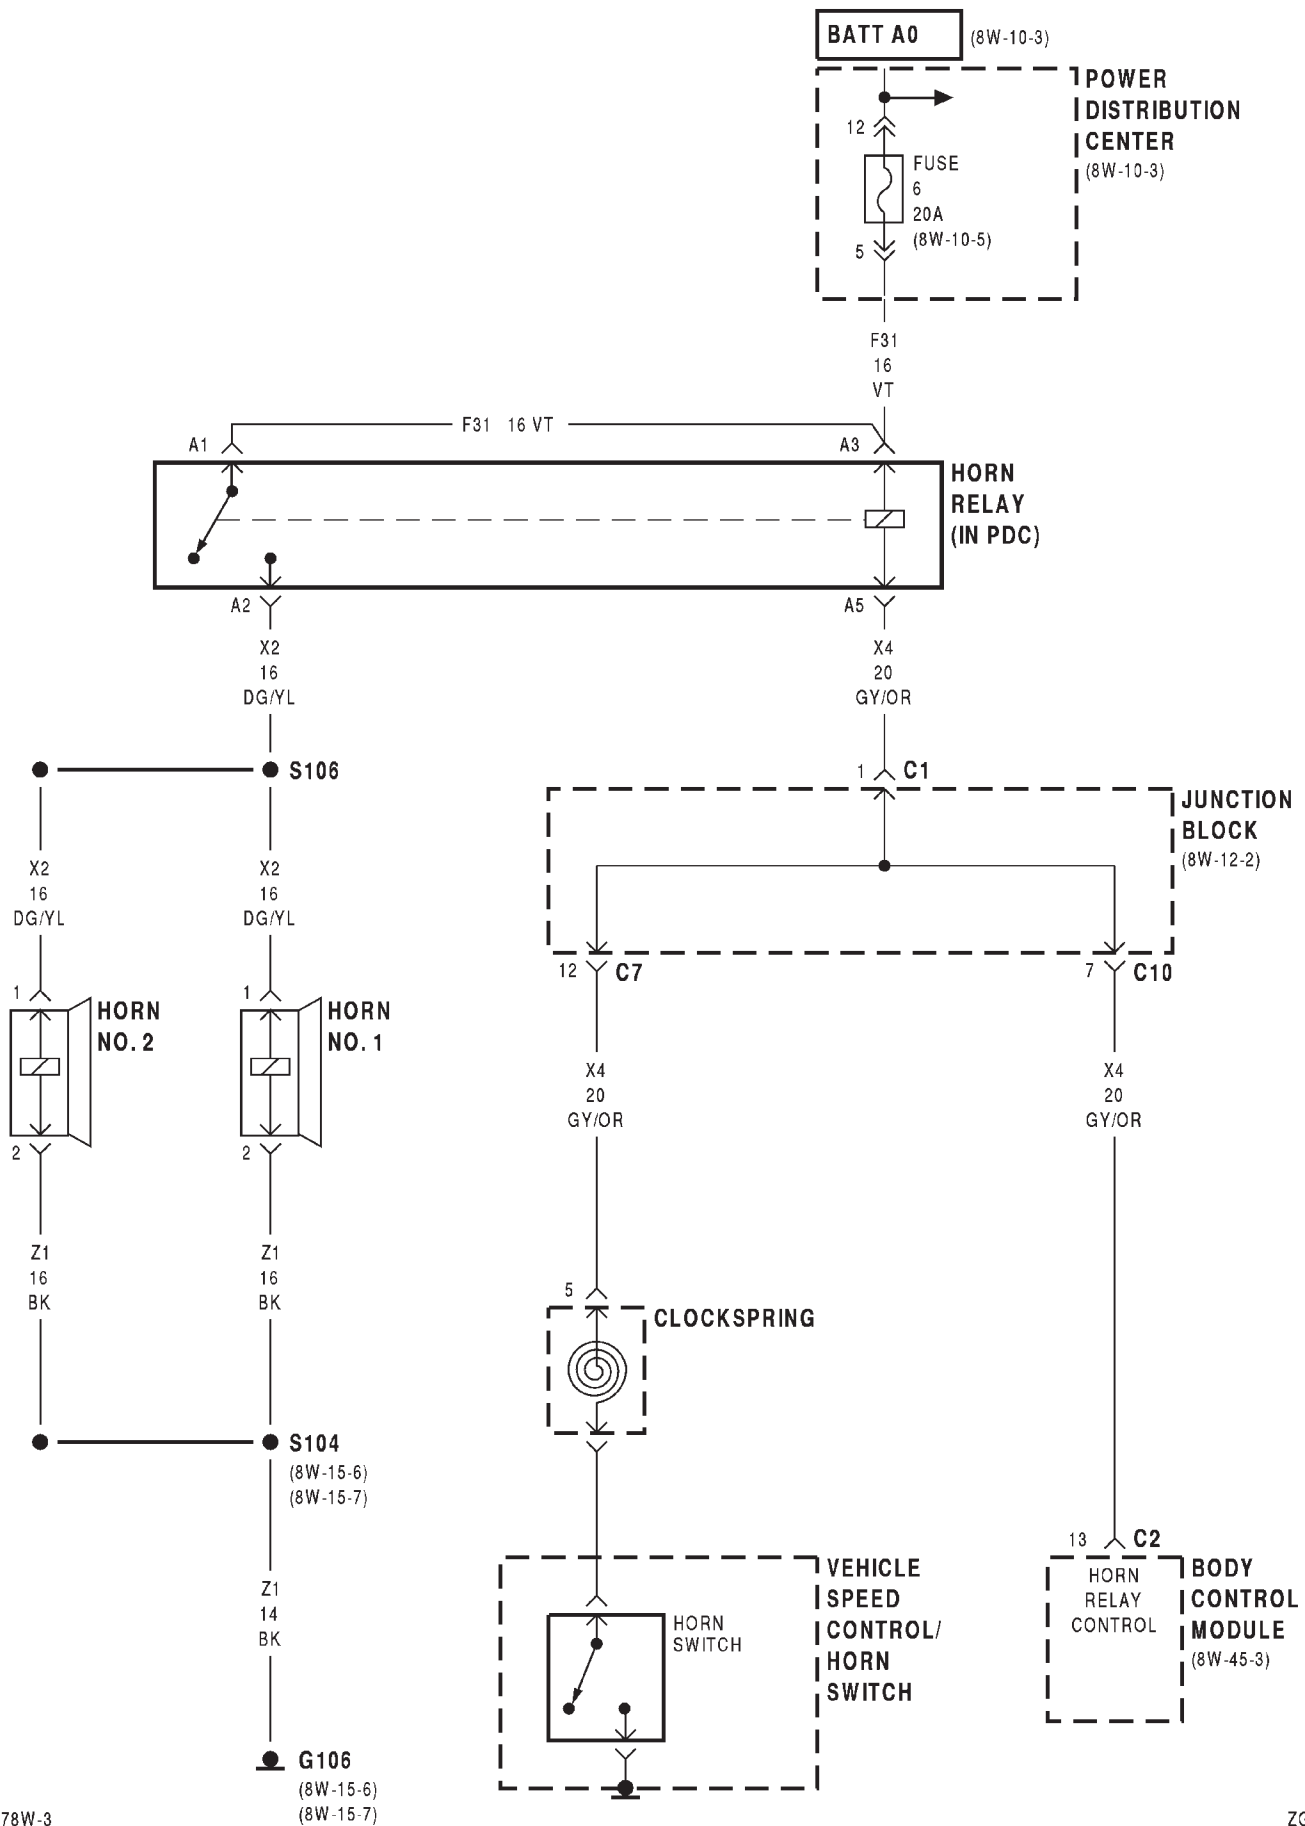 BATT A0
(8W-10-3)
POWER
DISTRIBUTION
CENTER
(8W-10-3)
12
FUSE
6
20A
(8W-10-5)
5
F31
16
VT
F31 16 VT
A1
A3
HORN
RELAY
(IN PDC)
A2
A5
X2
16
DG/YL
X4
20
GY/OR
S106
1
C1
JUNCTION
BLOCK
(8W-12-2)
X2
16
DG/YL
X2
16
DG/YL
12
C7
7
C10
1
HORN
NO. 2
1
HORN
NO. 1
X4
20
GY/OR
X4
20
GY/OR
2
2
Z1
16
BK
Z1
16
BK
5
CLOCKSPRING
S104
(8W-15-6)
(8W-15-7)
13
C2
Z1
14
BK
VEHICLE
SPEED
CONTROL/
HORN
SWITCH
HORN
SWITCH
HORN
RELAY
CONTROL
BODY
CONTROL
MODULE
(8W-45-3)
G106
(8W-15-6)
(8W-15-7)
78W-3